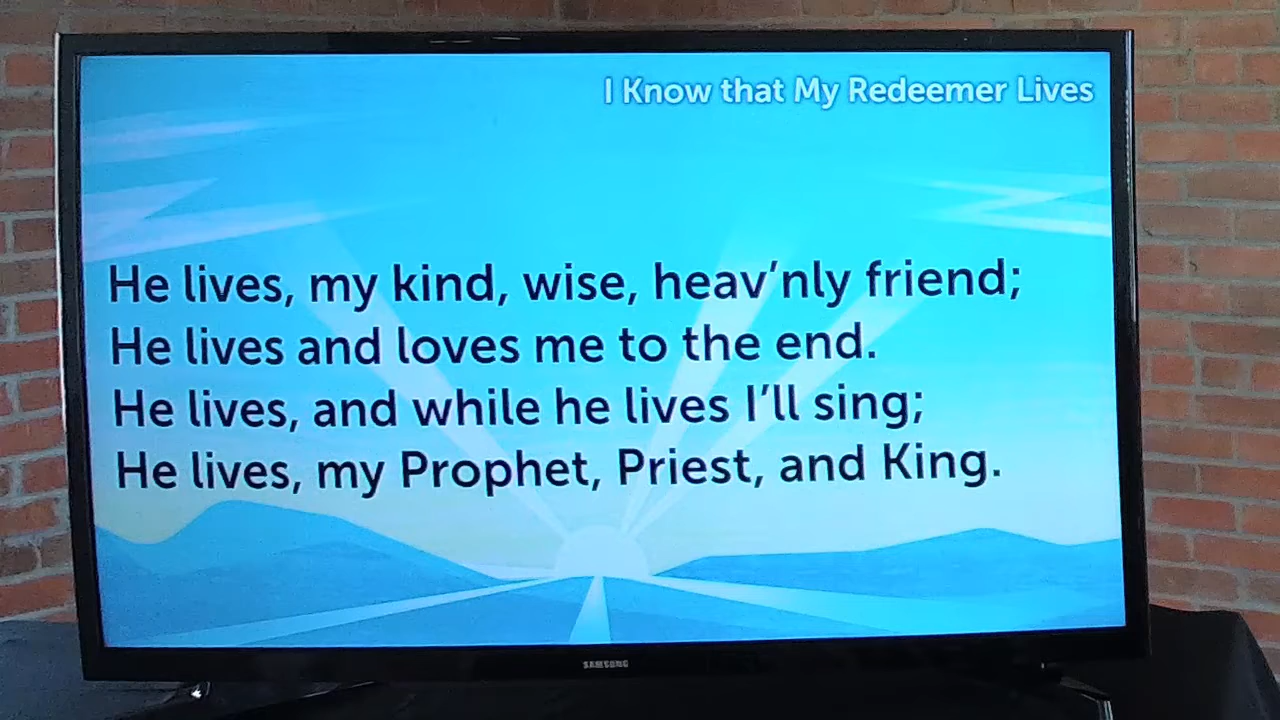 I Know that My Redeemer Lives
He lives, my kind, wise, heav’nly friend;
He lives and loves me to the end.
He lives, and while he lives I’ll sing;
He lives, my Prophet, Priest, and King.
SAMSUNG